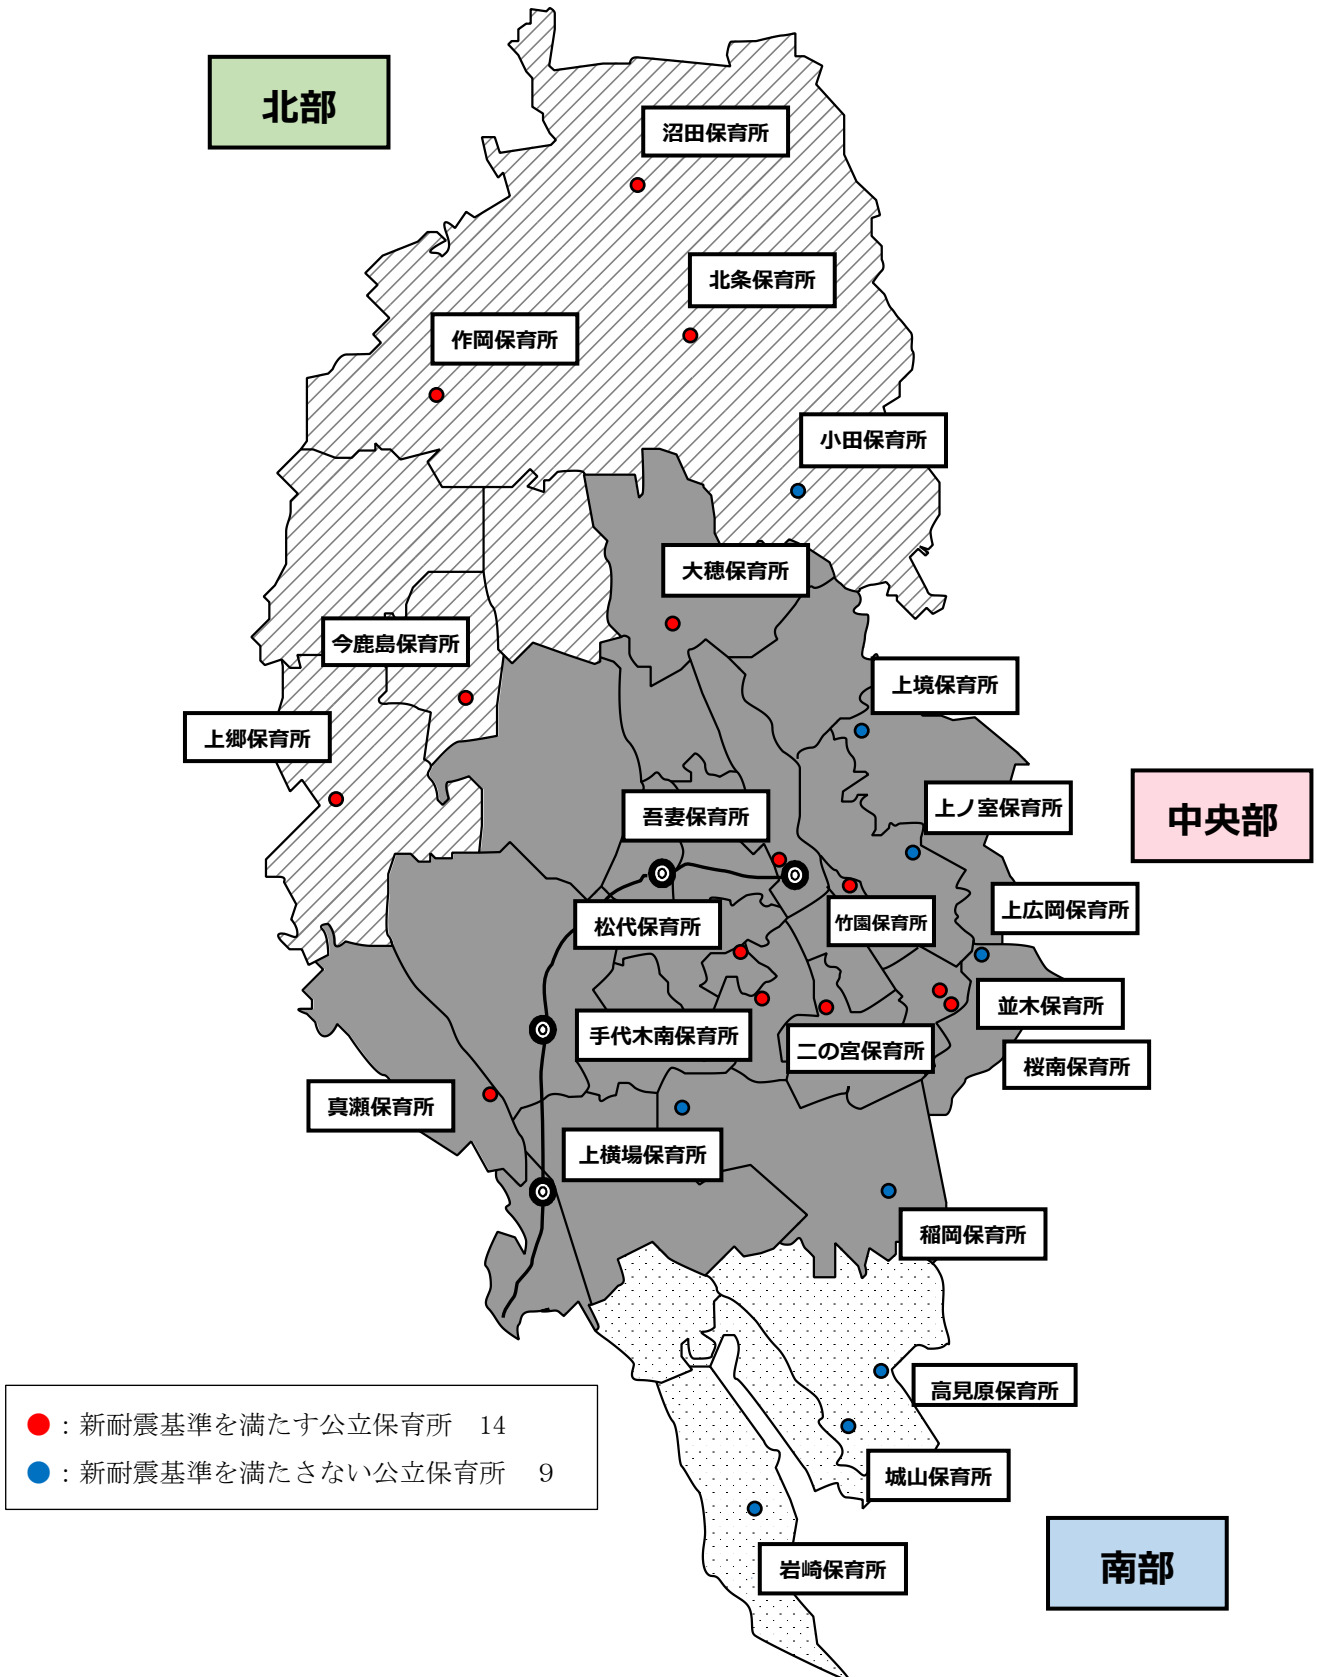 北部
沼田保育所
北条保育所
作岡保育所
小田保育所
大穂保育所
今鹿島保育所
上境保育所
上郷保育所
上ノ室保育所
吾妻保育所
中央部
松代保育所
竹園保育所
上広岡保育所
並木保育所
手代木南保育所
二の宮保育所
桜南保育所
真瀬保育所
上横場保育所
稲岡保育所
高見原保育所
城山保育所
岩崎保育所
南部
：新耐震基準を満たす公立保育所 14
：新耐震基準を満たさない公立保育所 9